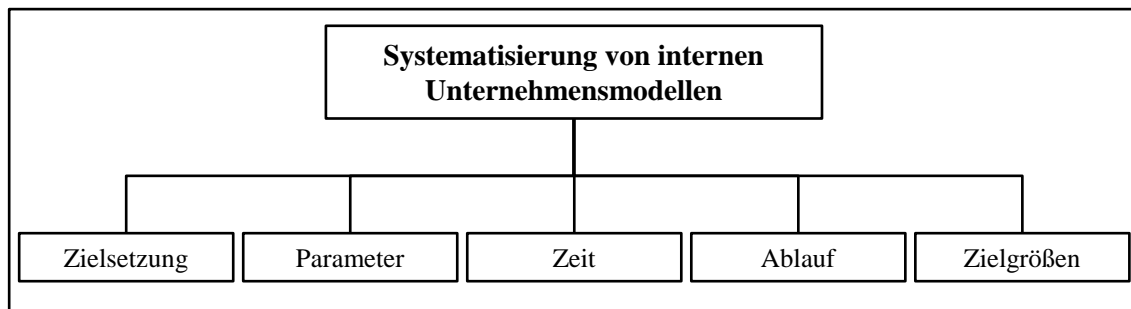 Systematisierung von internen
Unternehmensmodellen
Zielsetzung
Parameter
Zeit
Ablauf
Zielgrößen